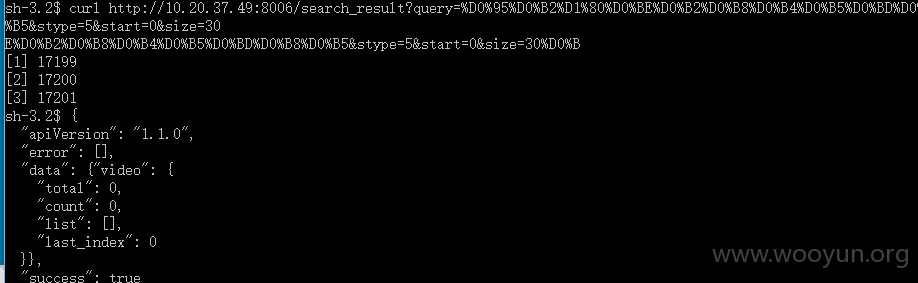 sh-3.2$ curl http://10.20.37.49:8006/search_result?query=%D0%95%D0%B2%D1%80%D0%BE%D0%B2%D0%B8%D0%B4%D0%B5%D0%BD%D0
%B5&stype=5&start=0&size=30
E%D0%B2%D0%B8%D0%B4%D0%B5%D0%BD%D0%B8%D0%B5&stype=5&start=0&size=30%D0%B
[1] 17199
[2] 17200
[3] 17201
sh-3.2$ {
"apiVersion": "1.1.0",
"error": [],
"data": {"video": {
"total": 0,
"count": 0,
"list": [],
"last_index": 0
}},
"success": true
www.wooyun.org